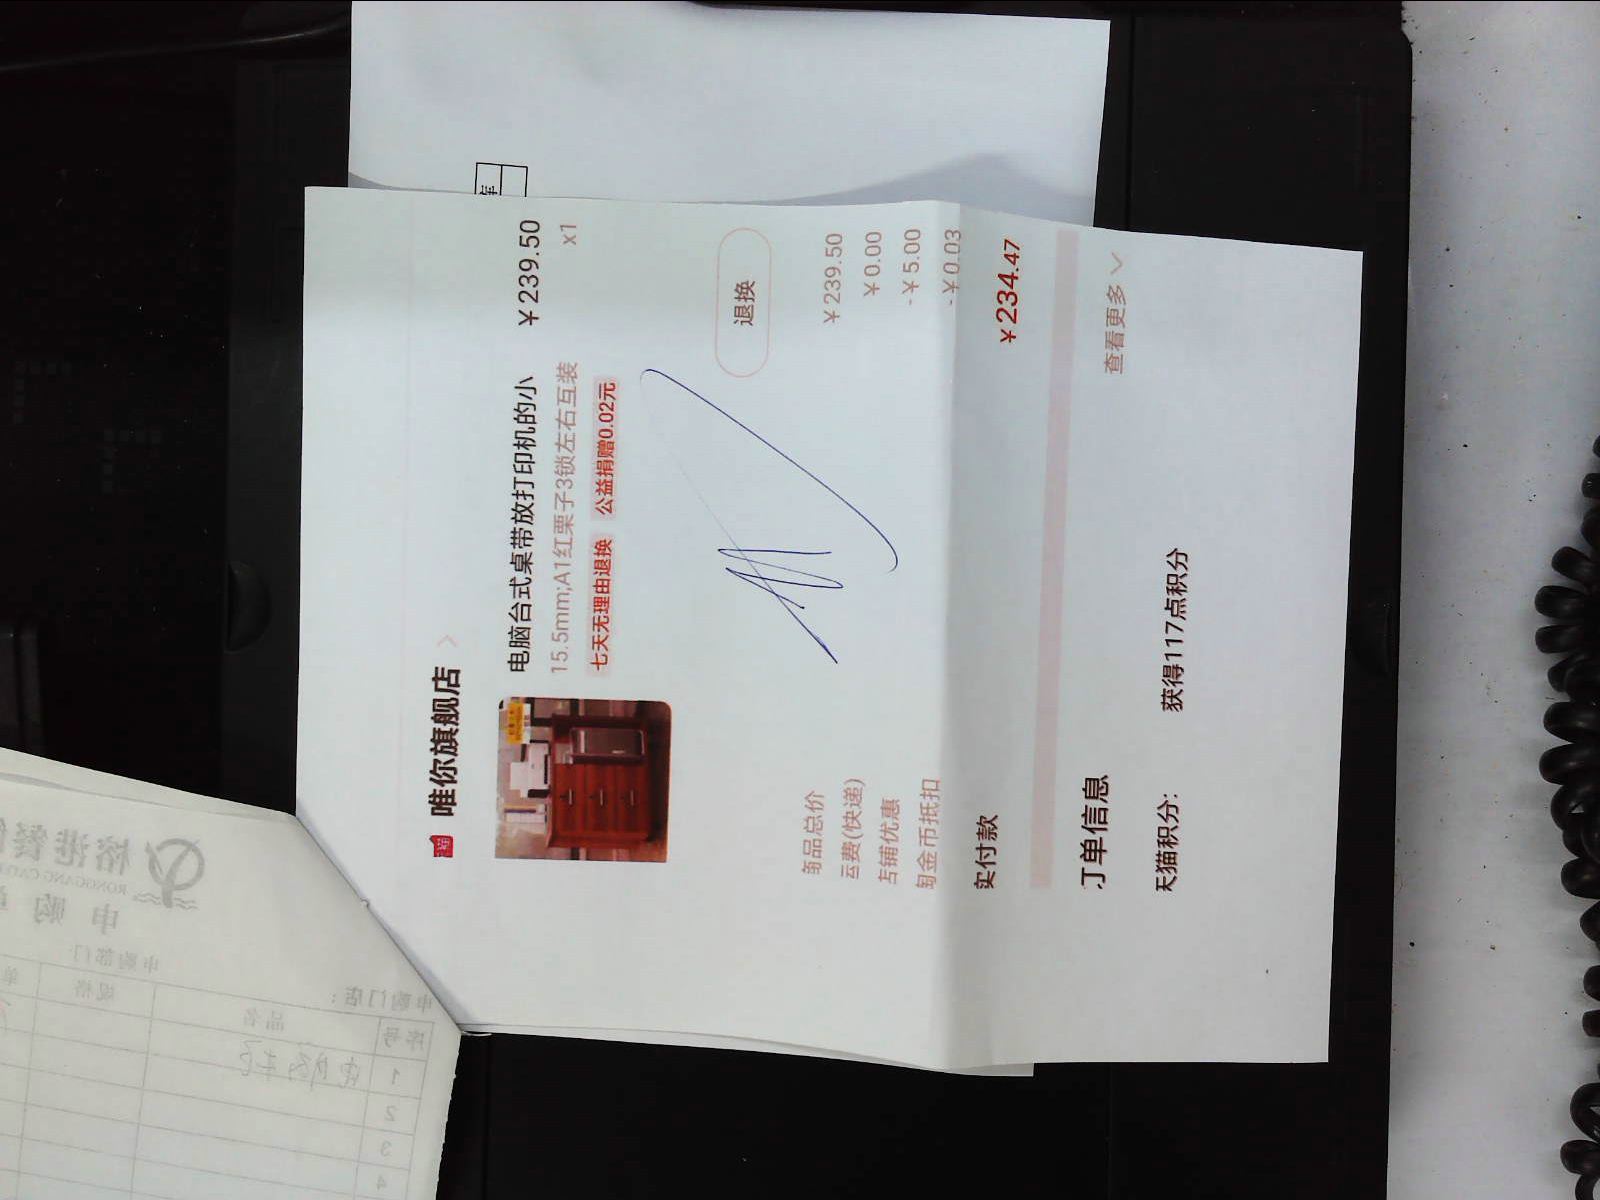 唯你旗舰店
电脑台式桌带放打印机的小 ￥239.50
15.5mm;A1红栗子3锁左右互装 x1
七天无理由退换 公益捐赠0.02元
退换
商品总价 ￥239.50
运费(快递) ￥0.00
店铺优惠 -￥5.00
淘金币抵扣 -￥0.03
实付款 ￥234.47
订单信息 查看更多
天猫积分: 获得117点积分
榕港餐
RONGGANG CAT
申购
申购门店: 申购部门:
序号 品名 规格 单
1
2
3
4